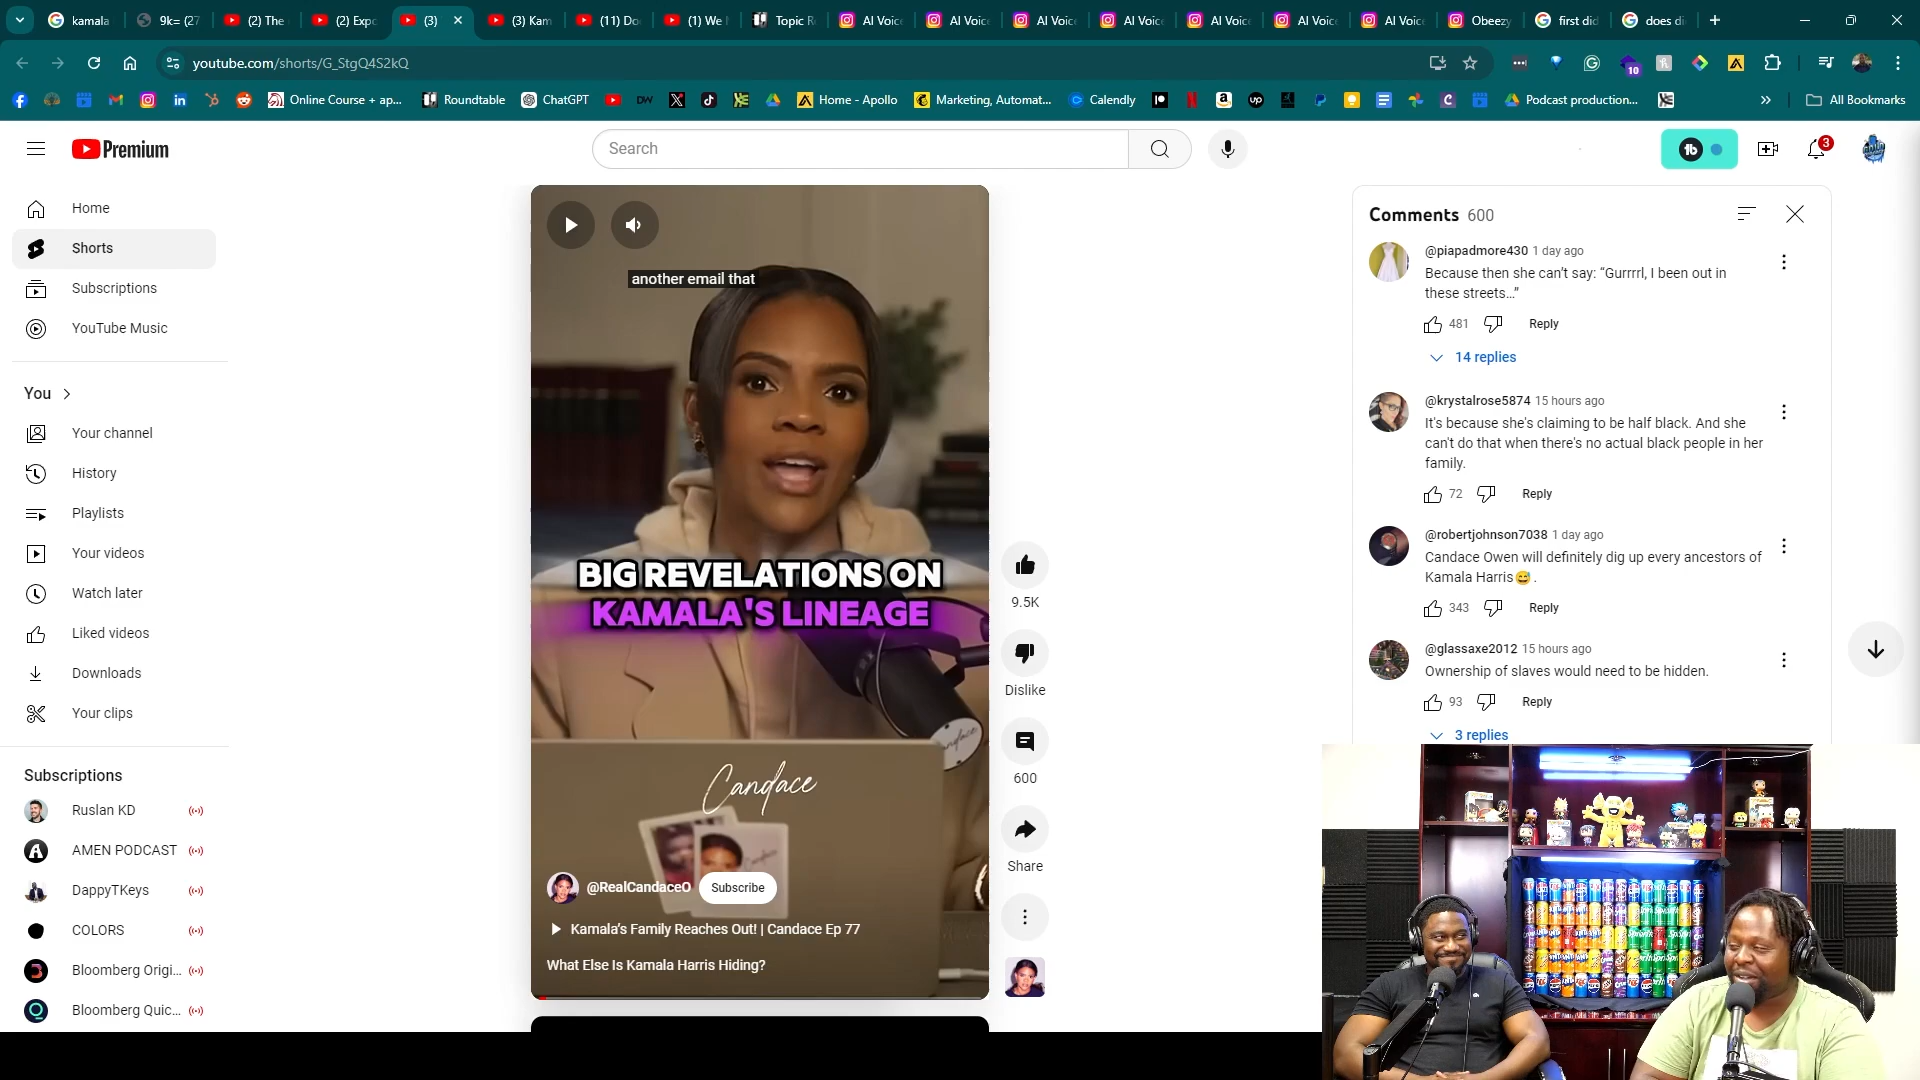 kamala
9k= (27
(2) The
(2) Expo
(3)
(3) Kam
(11) Do
(1) We h
Topic R
AI Voic
AI Voic
AI Voic
AI Voic
AI Voic
AI Voic
AI Voic
Obeezy
first did
does di
youtube.com/shorts/G_StgQ4S2kQ
10
Online Course + ap...
Roundtable
ChatGPT
Home - Apollo
Marketing, Automat...
Calendly
Podcast production...
All Bookmarks
Premium
Search
3
Home
Shorts
Subscriptions
YouTube Music
You
Your channel
History
Playlists
Your videos
Watch later
Liked videos
Downloads
Your clips
Subscriptions
Ruslan KD
AMEN PODCAST
DappyTKeys
COLORS
Bloomberg Origi...
Bloomberg Quic...
another email that
BIG REVELATIONS ON
KAMALA'S LINEAGE
Candace
@RealCandaceO
Subscribe
Kamala's Family Reaches Out! | Candace Ep 77
What Else Is Kamala Harris Hiding?
9.5K
Dislike
600
Share
Comments 600
@piapadmore430 1 day ago
Because then she can't say: “Gurrrrl, I been out in
these streets...”
481
Reply
14 replies
@krystalrose5874 15 hours ago
It's because she's claiming to be half black. And she
can't do that when there's no actual black people in her
family.
72
Reply
@robertjohnson7038 1 day ago
Candace Owen will definitely dig up every ancestors of
Kamala Harris😅 .
343
Reply
@glassaxe2012 15 hours ago
Ownership of slaves would need to be hidden.
93
Reply
3 replies